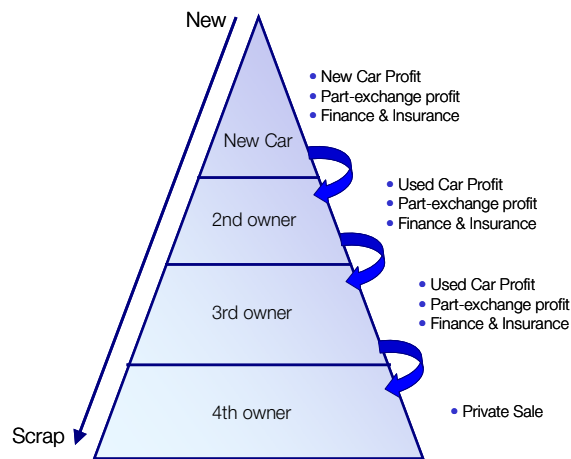 New
• New Car Profit
• Part-exchange profit
• Finance & Insurance
New Car
• Used Car Profit
• Part-exchange profit
• Finance & Insurance
2nd owner
• Used Car Profit
• Part-exchange profit
• Finance & Insurance
3rd owner
4th owner
• Private Sale
Scrap